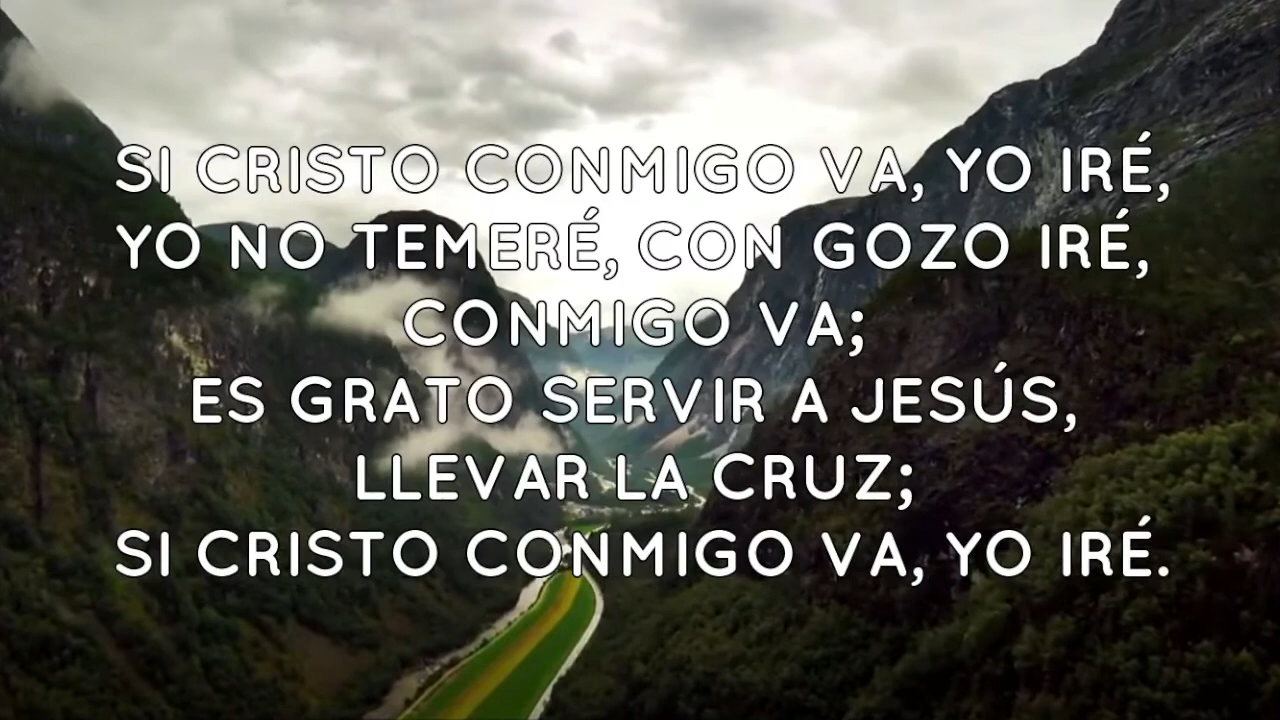 SI CRISTO CONMIGO VA, YO IRÉ,
YO NO TEMERÉ, CON GOZO IRÉ,
CONMIGO VA;
ES GRATO SERVIR A JESÚS,
LLEVAR LA CRUZ;
SI CRISTO CONMIGO VA, YO IRÉ.